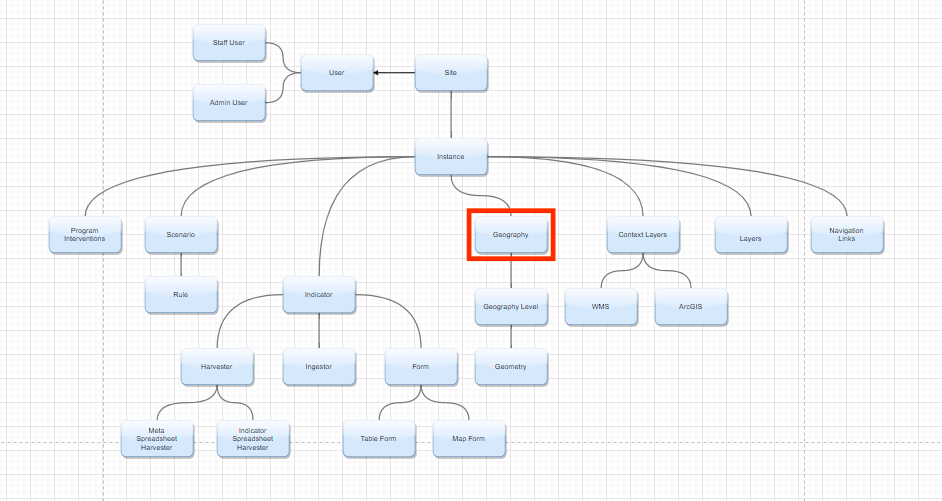 Staff User
User
Site
Admin User
Instance
Program
Interventions
Scenario
Geography
Context Layers
Layers
Navigation
Links
Rule
Indicator
Geography Level
WMS
ArcGIS
Harvester
Ingestor
Form
Geometry
Meta
Spreadsheet
Harvester
Indicator
Spreadsheet
Harvester
Table Form
Map Form